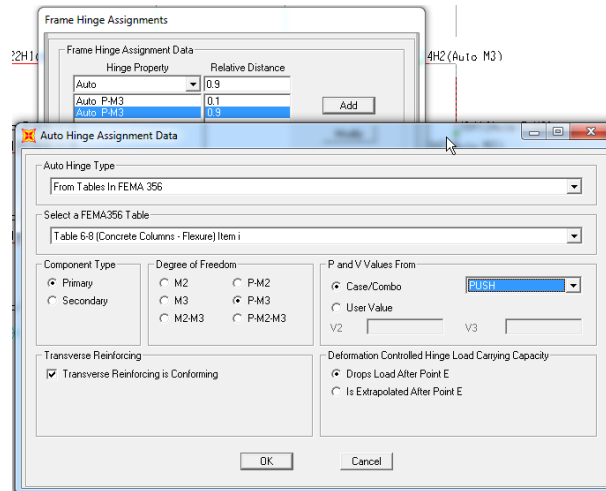 Frame Hinge Assignments
Frame Hinge Assignment Data
Hinge Property Relative Distance
22H1( 4H2(Auto M3)
Auto 0.9
Auto P-M3 0.1 Add
Auto P-M3 0.9
Auto Hinge Assignment Data
Auto Hinge Type
From Tables In FEMA 356
Select a FEMA356 Table
Table 6-8 (Concrete Columns - Flexure) Item i
Component Type Degree of Freedom P and V Values From
Primary M2 P-M2 Case/Combo PUSH
Secondary M3 P-M3 User Value
M2-M3 P-M2-M3 V2 V3
Transverse Reinforcing Deformation Controlled Hinge Load Carrying Capacity
Transverse Reinforcing is Conforming Drops Load After Point E
Is Extrapolated After Point E
OK Cancel